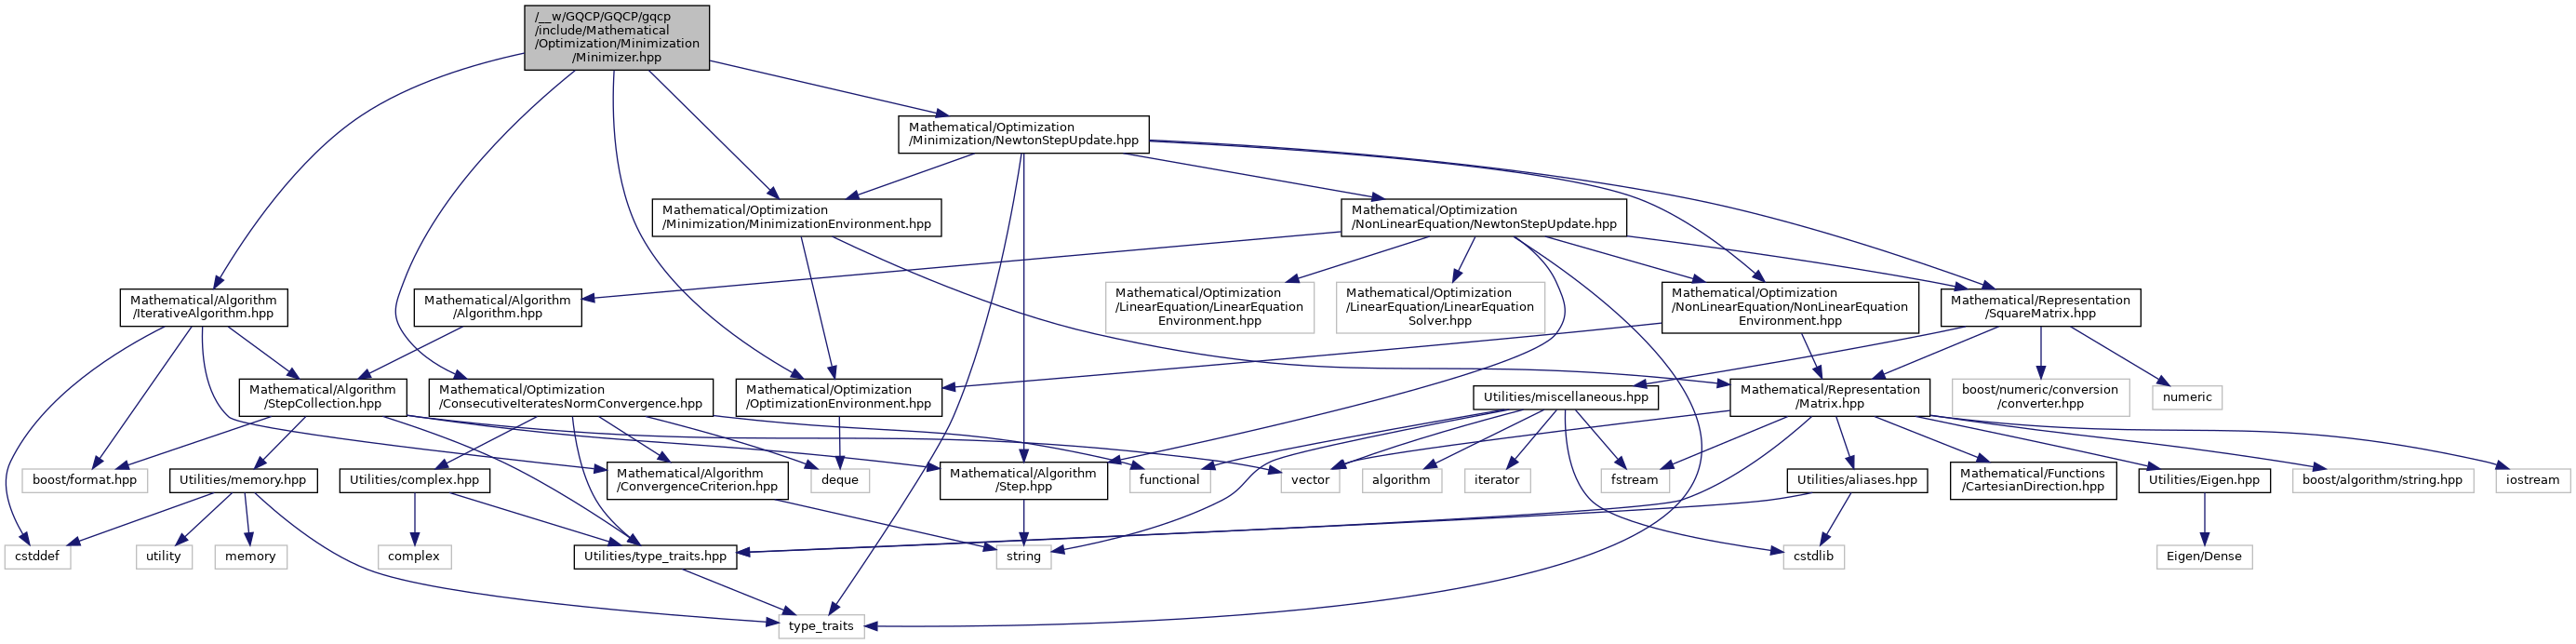 /__w/GQCP/GQCP/gqcp
/include/Mathematical
/Optimization/Minimization
/Minimizer.hpp
Mathematical/Optimization
/Minimization/NewtonStepUpdate.hpp
Mathematical/Optimization
/Minimization/MinimizationEnvironment.hpp
Mathematical/Optimization
/NonLinearEquation/NewtonStepUpdate.hpp
Mathematical/Algorithm
/IterativeAlgorithm.hpp
Mathematical/Algorithm
/Algorithm.hpp
Mathematical/Optimization
/LinearEquation/LinearEquation
Environment.hpp
Mathematical/Optimization
/LinearEquation/LinearEquation
Solver.hpp
Mathematical/Optimization
/NonLinearEquation/NonLinearEquation
Environment.hpp
Mathematical/Representation
/SquareMatrix.hpp
Mathematical/Algorithm
/StepCollection.hpp
Mathematical/Optimization
/ConsecutiveIteratesNormConvergence.hpp
Mathematical/Optimization
/OptimizationEnvironment.hpp
Utilities/miscellaneous.hpp
Mathematical/Representation
/Matrix.hpp
boost/numeric/conversion
/converter.hpp
numeric
boost/format.hpp
Utilities/memory.hpp
Utilities/complex.hpp
Mathematical/Algorithm
/ConvergenceCriterion.hpp
deque
Mathematical/Algorithm
/Step.hpp
functional
vector
algorithm
iterator
fstream
Utilities/aliases.hpp
Mathematical/Functions
/CartesianDirection.hpp
Utilities/Eigen.hpp
boost/algorithm/string.hpp
iostream
cstddef
utility
memory
complex
Utilities/type_traits.hpp
string
cstdlib
Eigen/Dense
type_traits